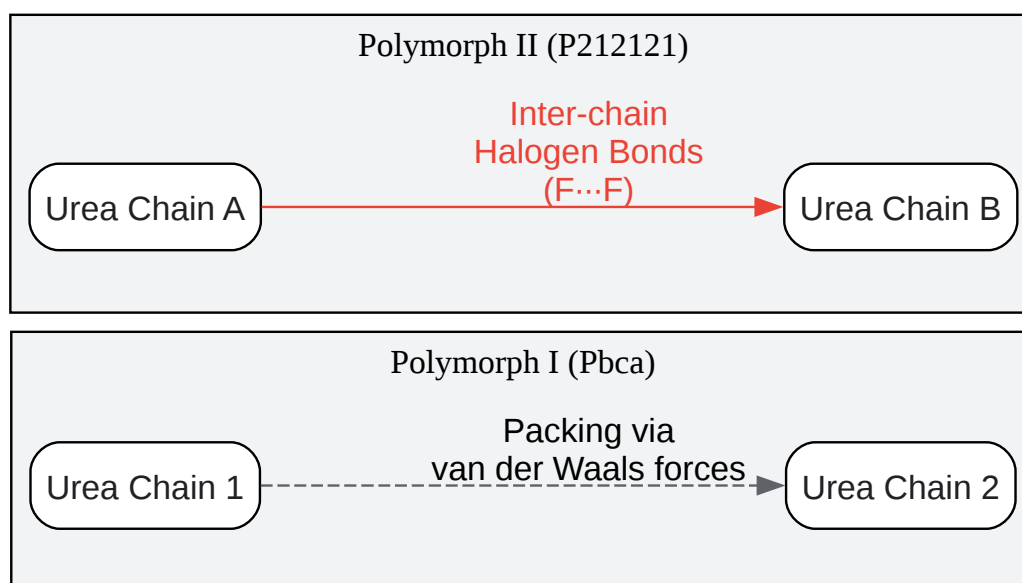 Polymorph II (P212121)
Inter-chain
Halogen Bonds
(F···F)
Urea Chain A
Urea Chain B
Polymorph I (Pbca)
Packing via
van der Waals forces
Urea Chain 1
Urea Chain 2